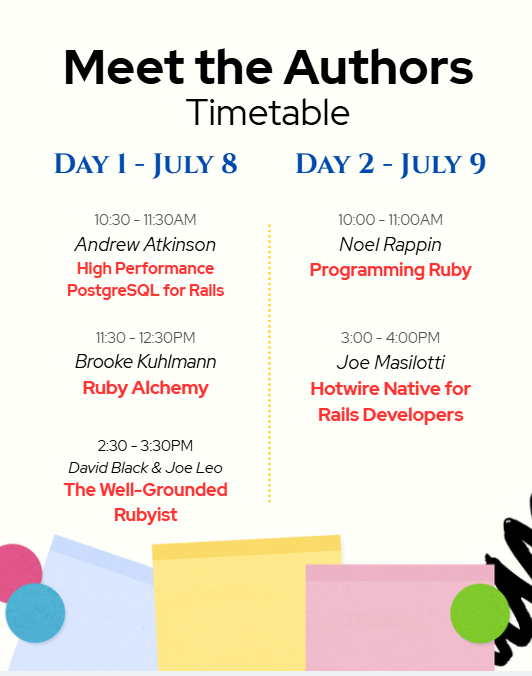 Meet the Authors
Timetable
Day 1 - July 8
10:30 - 11:30AM
Andrew Atkinson
High Performance
PostgreSQL for Rails
11:30 - 12:30PM
Brooke Kuhlmann
Ruby Alchemy
2:30 - 3:30PM
David Black & Joe Leo
The Well-Grounded
Rubyist
Day 2 - July 9
10:00 - 11:00AM
Noel Rappin
Programming Ruby
3:00 - 4:00PM
Joe Masilotti
Hotwire Native for
Rails Developers